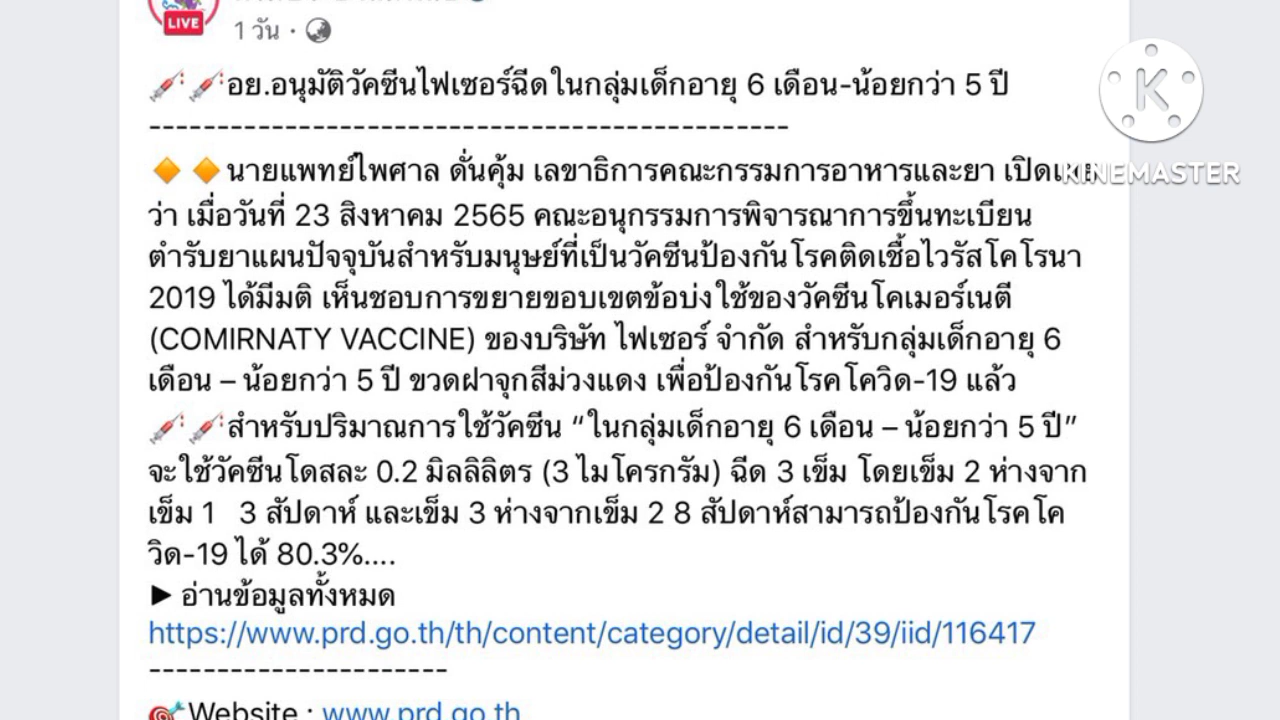 LIVE
1 วัน ·
อย.อนุมัติวัคซีนไฟเซอร์ฉีดในกลุ่มเด็กอายุ 6 เดือน-น้อยกว่า 5 ปี
-----------------------------------------------
นายแพทย์ไพศาล ดั่นคุ้ม เลขาธิการคณะกรรมการอาหารและยา เปิดเผย
ว่า เมื่อวันที่ 23 สิงหาคม 2565 คณะอนุกรรมการพิจารณาการขึ้นทะเบียน
ตำรับยาแผนปัจจุบันสำหรับมนุษย์ที่เป็นวัคซีนป้องกันโรคติดเชื้อไวรัสโคโรนา
2019 ได้มีมติ เห็นชอบการขยายขอบเขตข้อบ่งใช้ของวัคซีนโคเมอร์เนตี
(COMIRNATY VACCINE) ของบริษัท ไฟเซอร์ จำกัด สำหรับกลุ่มเด็กอายุ 6
เดือน – น้อยกว่า 5 ปี ขวดฝาจุกสีม่วงแดง เพื่อป้องกันโรคโควิด-19 แล้ว
สำหรับปริมาณการใช้วัคซีน “ในกลุ่มเด็กอายุ 6 เดือน – น้อยกว่า 5 ปี”
จะใช้วัคซีนโดสละ 0.2 มิลลิลิตร (3 ไมโครกรัม) ฉีด 3 เข็ม โดยเข็ม 2 ห่างจาก
เข็ม 1 3 สัปดาห์ และเข็ม 3 ห่างจากเข็ม 2 8 สัปดาห์สามารถป้องกันโรคโค
วิด-19 ได้ 80.3%....
▶ อ่านข้อมูลทั้งหมด
https://www.prd.go.th/th/content/category/detail/id/39/iid/116417
----------------------
Website : www.prd.go.th
K
KINEMASTER